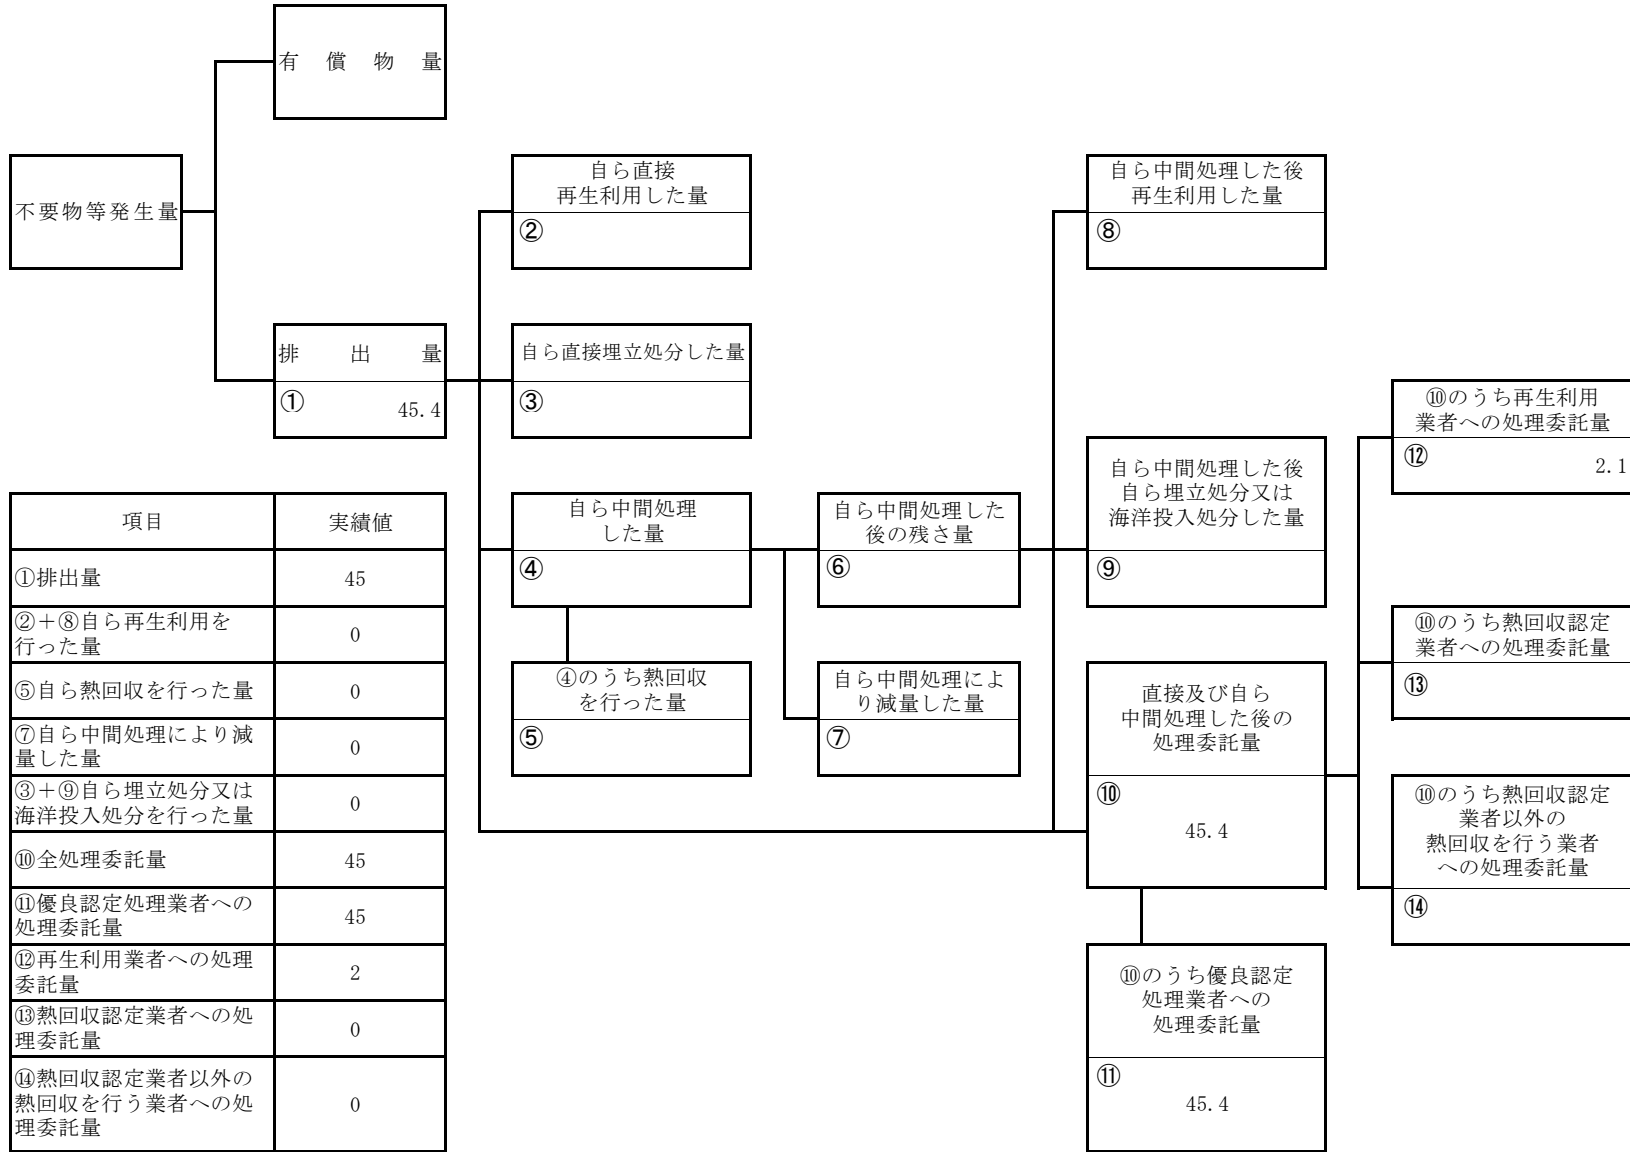 有償物量
不要物等発生量
排出量
①
45.4
自ら直接
再生利用した量
②
自ら直接埋立処分した量
③
自ら中間処理
した量
④
④のうち熱回収
を行った量
⑤
自ら中間処理した
後の残さ量
⑥
自ら中間処理によ
り減量した量
⑦
自ら中間処理した後
再生利用した量
⑧
自ら中間処理した後
自ら埋立処分又は
海洋投入処分した量
⑨
直接及び自ら
中間処理した後の
処理委託量
⑩
45.4
⑩のうち優良認定
処理業者への
処理委託量
⑪
45.4
⑩のうち再生利用
業者への処理委託量
⑫
2.1
⑩のうち熱回収認定
業者への処理委託量
⑬
⑩のうち熱回収認定
業者以外の
熱回収を行う業者
への処理委託量
⑭
項目 実績値
①排出量 45
②＋⑧自ら再生利用を
行った量 0
⑤自ら熱回収を行った量 0
⑦自ら中間処理により減
量した量 0
③＋⑨自ら埋立処分又は
海洋投入処分を行った量 0
⑩全処理委託量 45
⑪優良認定処理業者への
処理委託量 45
⑫再生利用業者への処理
委託量 2
⑬熱回収認定業者への処
理委託量 0
⑭熱回収認定業者以外の
熱回収を行う業者への処
理委託量 0